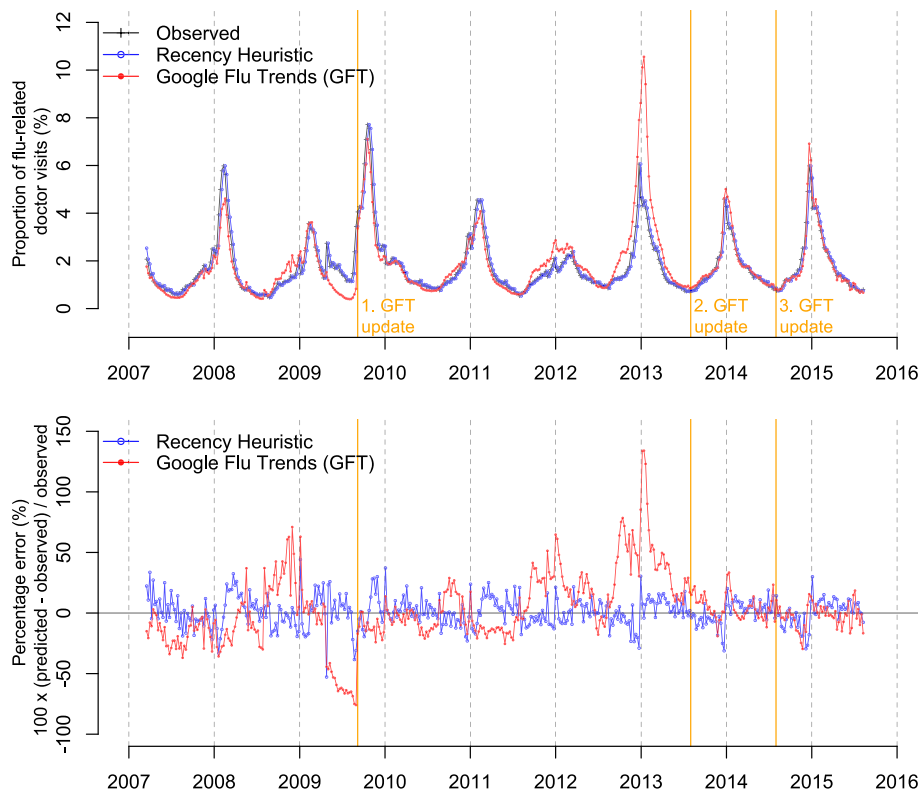 12
10
8
6
4
2
0
Proportion of flu-related
doctor visits (%)
Observed
Recency Heuristic
Google Flu Trends (GFT)
1. GFT
update
2. GFT
update
3. GFT
update
2007 2008 2009 2010 2011 2012 2013 2014 2015 2016
150
100
50
0
-50
-100
Percentage error (%)
100 x (predicted - observed) / observed
Recency Heuristic
Google Flu Trends (GFT)
2007 2008 2009 2010 2011 2012 2013 2014 2015 2016